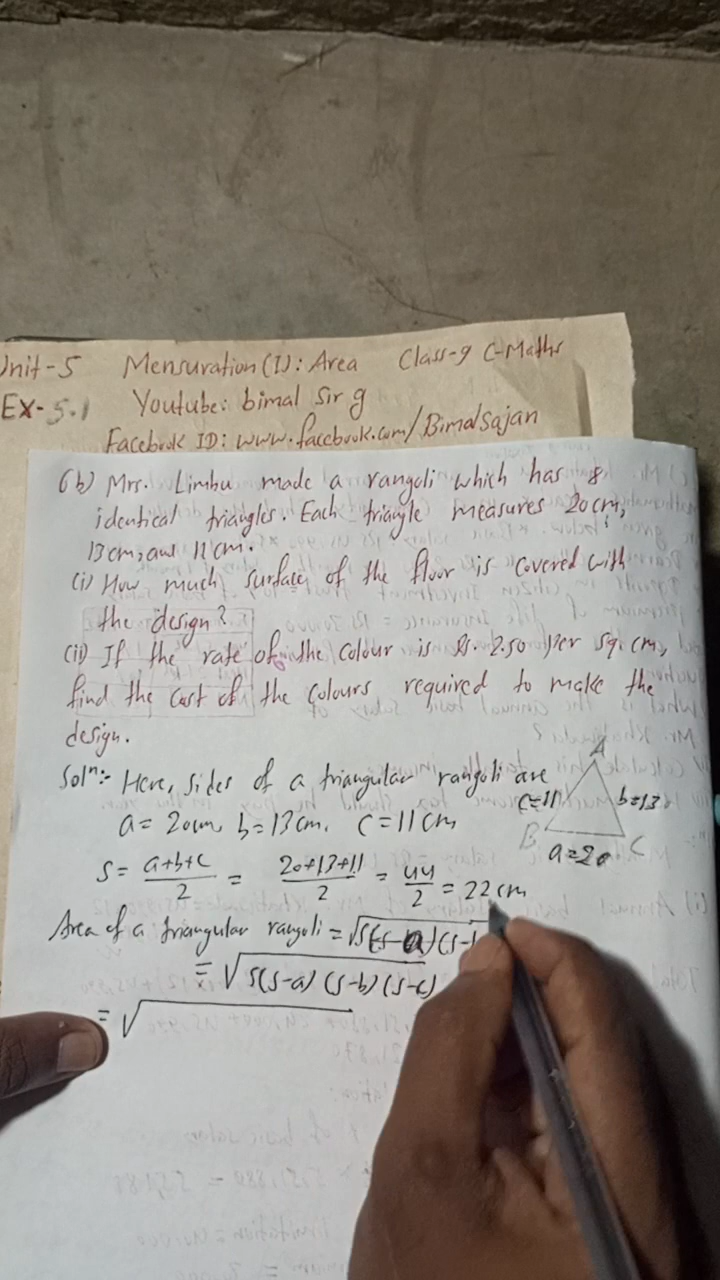 Unit-5 Mensuration (I): Area Class-9 C-Maths
EX-5.1 Youtube: bimal Sir g
Facebook ID: www.facebook.com/BimalSajan
6b) Mrs. Limbu made a rangoli which has 8
identical triangles. Each triangle measures 20cm,
13cm, and 11cm.
(i) How much surface of the floor is covered with
the design?
(ii) If the rate of the colour is Rs. 2.50 per sq. cm,
find the cost of the colours required to make the
design.
Solⁿ:- Here, sides of a triangular rangoli are
a = 20cm, b = 13cm, c = 11cm
A
c=11 b=13
B C
a=20
S = a+b+c/2 = 20+13+11/2 = 44/2 = 22cm
Area of a triangular rangoli = √S(s-a)(s-
= √S(s-a)(s-b)(s-c)
= √